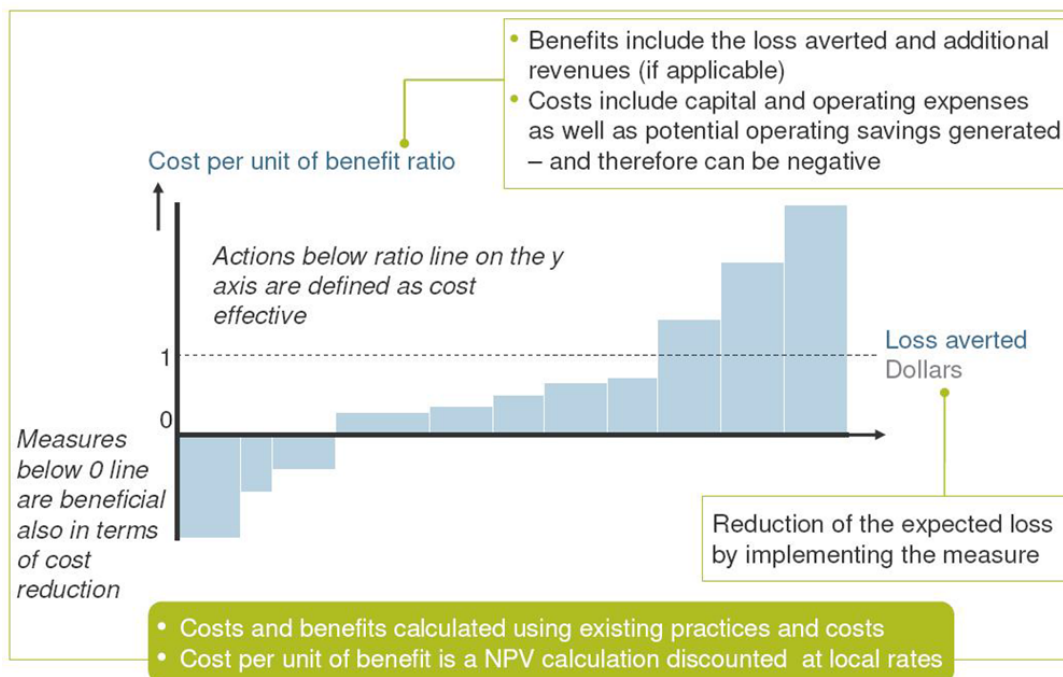 • Benefits include the loss averted and additional
revenues (if applicable)
• Costs include capital and operating expenses
as well as potential operating savings generated
– and therefore can be negative
Cost per unit of benefit ratio
Actions below ratio line on the y
axis are defined as cost
effective
1
Loss averted
Dollars
0
Measures
below 0 line
are beneficial
also in terms
of cost
reduction
Reduction of the expected loss
by implementing the measure
• Costs and benefits calculated using existing practices and costs
• Cost per unit of benefit is a NPV calculation discounted at local rates